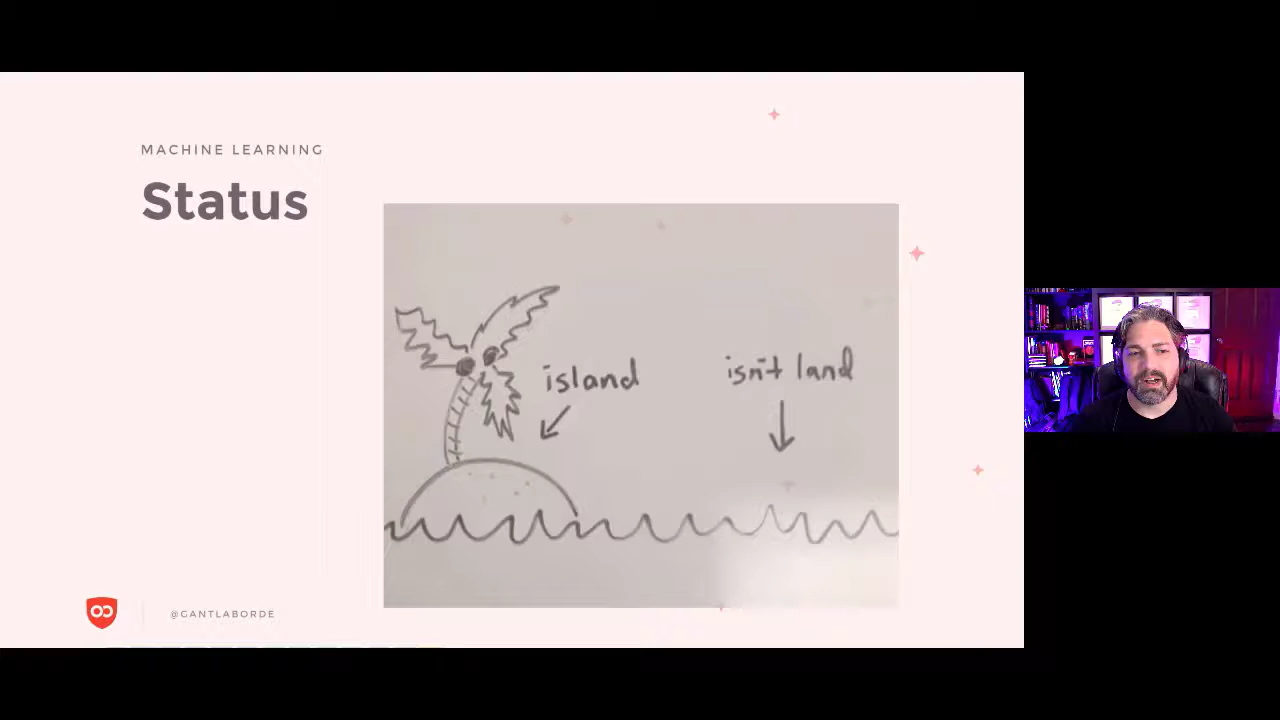 MACHINE LEARNING
Status
island
isn't land
@GANTLABORDE